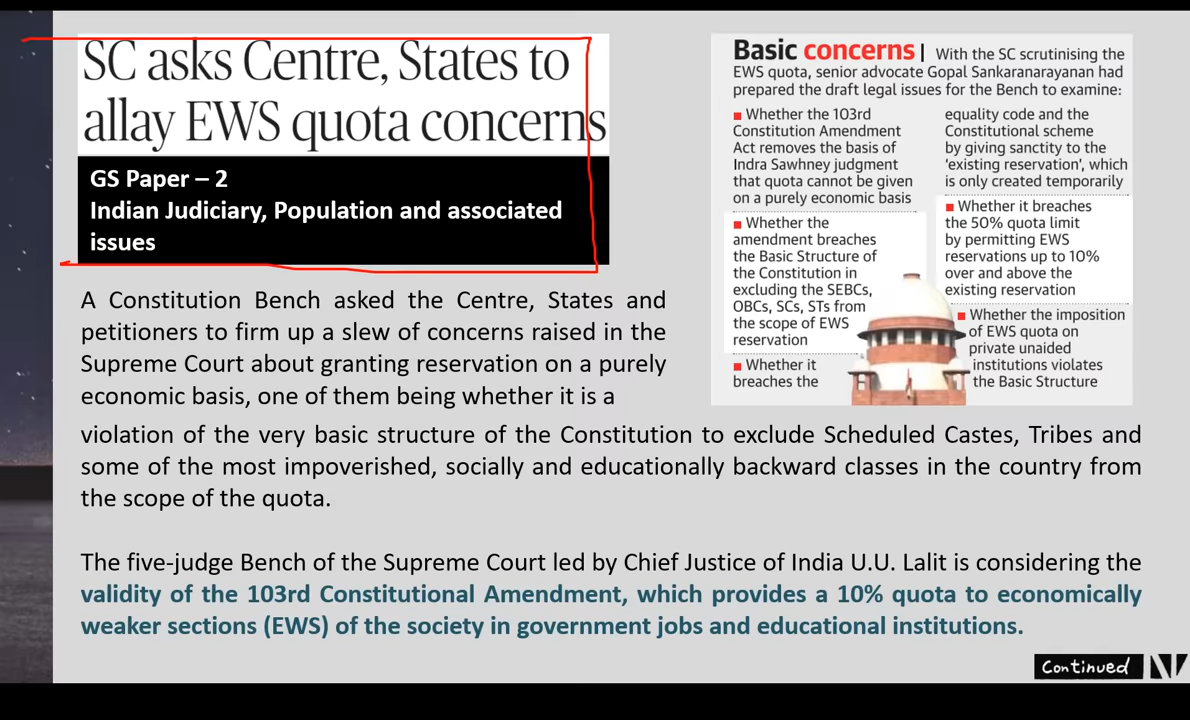 SC asks Centre, States to
allay EWS quota concerns
GS Paper – 2
Indian Judiciary, Population and associated
issues
A Constitution Bench asked the Centre, States and
petitioners to firm up a slew of concerns raised in the
Supreme Court about granting reservation on a purely
economic basis, one of them being whether it is a
violation of the very basic structure of the Constitution to exclude Scheduled Castes, Tribes and
some of the most impoverished, socially and educationally backward classes in the country from
the scope of the quota.
The five-judge Bench of the Supreme Court led by Chief Justice of India U.U. Lalit is considering the
validity of the 103rd Constitutional Amendment, which provides a 10% quota to economically
weaker sections (EWS) of the society in government jobs and educational institutions.
Basic concerns | With the SC scrutinising the
EWS quota, senior advocate Gopal Sankaranarayanan had
prepared the draft legal issues for the Bench to examine:
■ Whether the 103rd
Constitution Amendment
Act removes the basis of
Indra Sawhney judgment
that quota cannot be given
on a purely economic basis
■ Whether the
amendment breaches
the Basic Structure of
the Constitution in
excluding the SEBCs,
OBCs, SCs, STs from
the scope of EWS
reservation
■ Whether it
breaches the
equality code and the
Constitutional scheme
by giving sanctity to the
'existing reservation', which
is only created temporarily
■ Whether it breaches
the 50% quota limit
by permitting EWS
reservations up to 10%
over and above the
existing reservation
■ Whether the imposition
of EWS quota on
private unaided
institutions violates
the Basic Structure
Continued